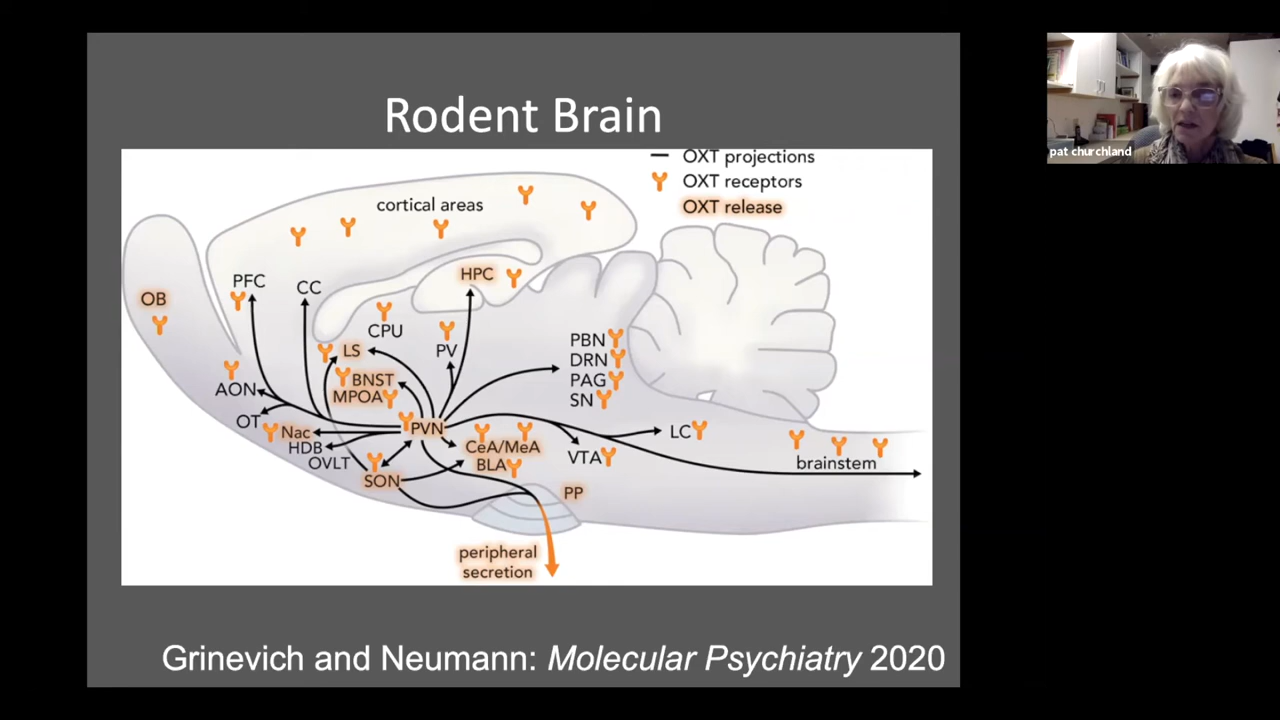 Rodent Brain
OXT projections
OXT receptors
OXT release
cortical areas
PFC
CC
HPC
OB
CPU
LS
PV
PBN
DRN
PAG
SN
BNST
MPOA
AON
OT
Nac
HDB
OVLT
PVN
CeA/MeA
BLA
VTA
LC
brainstem
SON
PP
peripheral
secretion
Grinevich and Neumann: Molecular Psychiatry 2020
pat churchland